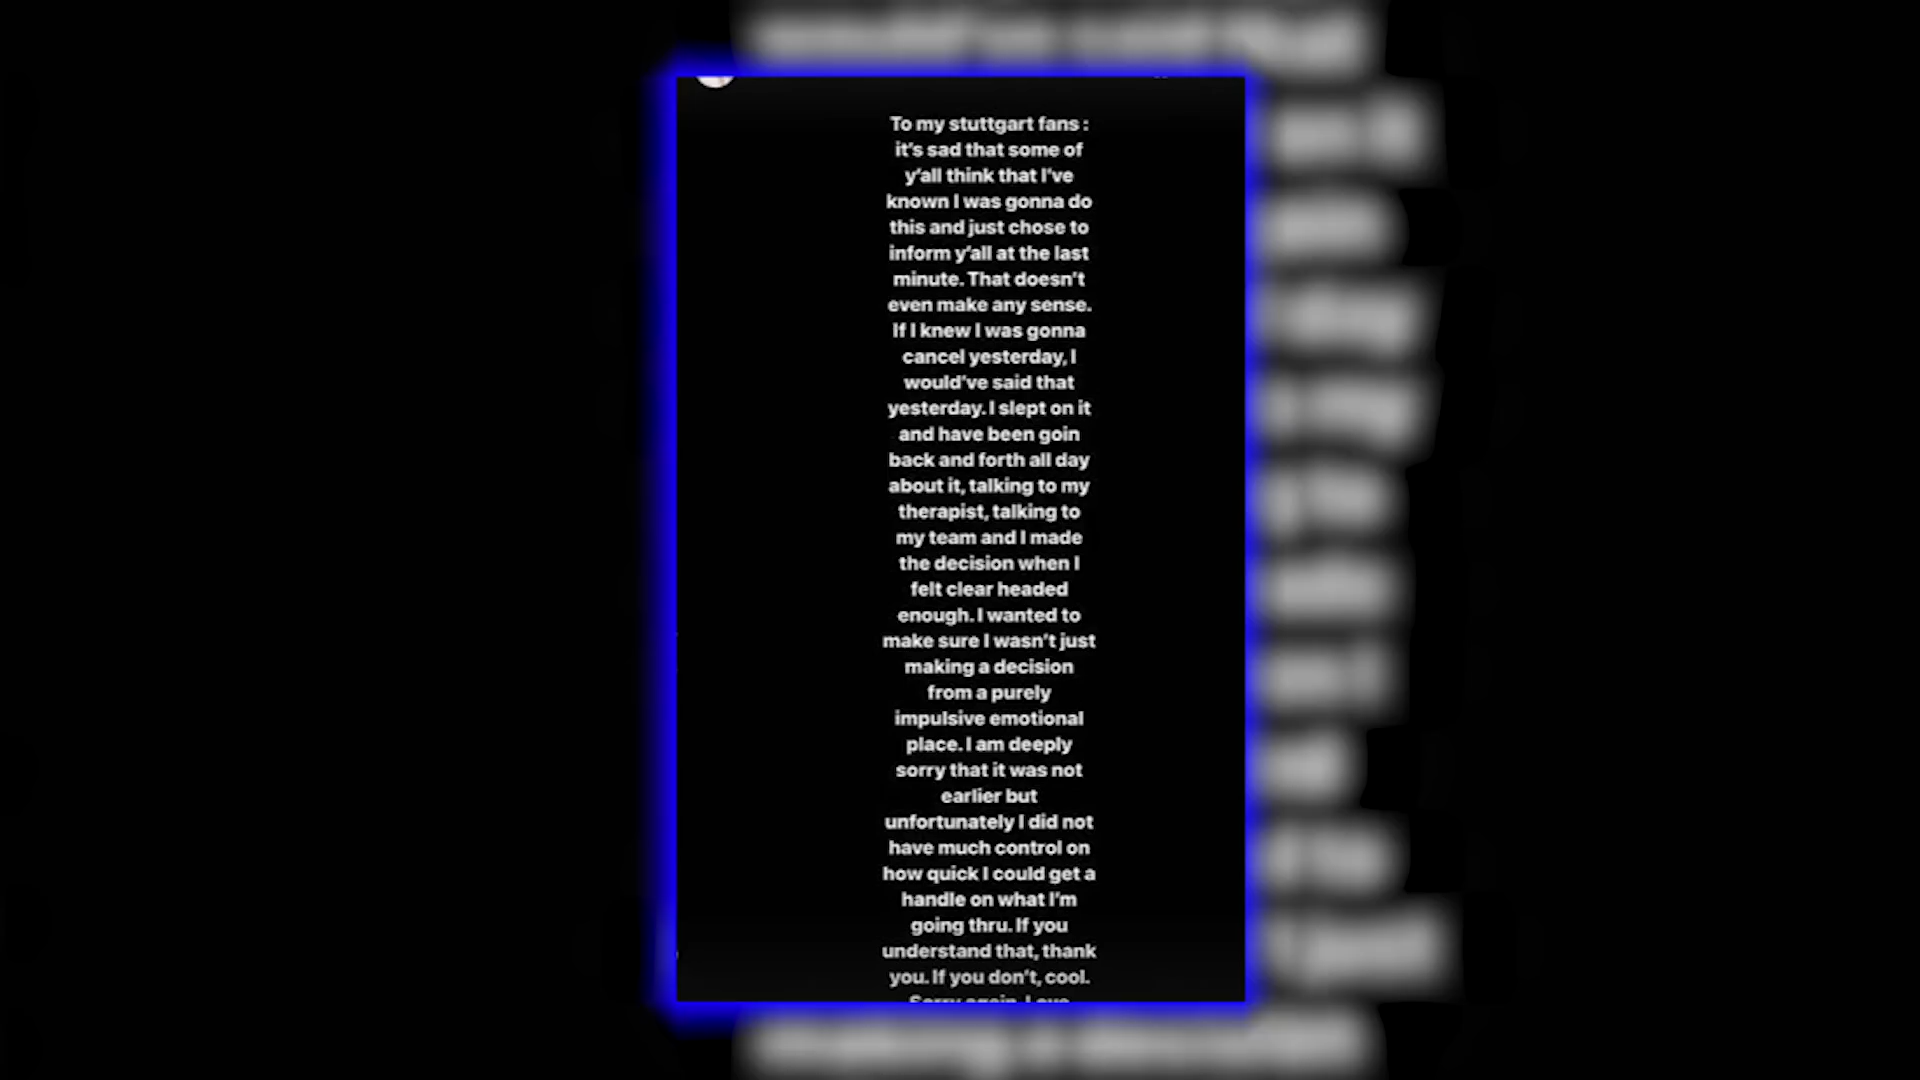 To my stuttgart fans :
it's sad that some of
y'all think that I've
known I was gonna do
this and just chose to
inform y'all at the last
minute. That doesn't
even make any sense.
If I knew I was gonna
cancel yesterday, I
would've said that
yesterday. I slept on it
and have been goin
back and forth all day
about it, talking to my
therapist, talking to
my team and I made
the decision when I
felt clear headed
enough. I wanted to
make sure I wasn't just
making a decision
from a purely
impulsive emotional
place. I am deeply
sorry that it was not
earlier but
unfortunately I did not
have much control on
how quick I could get a
handle on what I'm
going thru. If you
understand that, thank
you. If you don't, cool.
Sorry again. Love